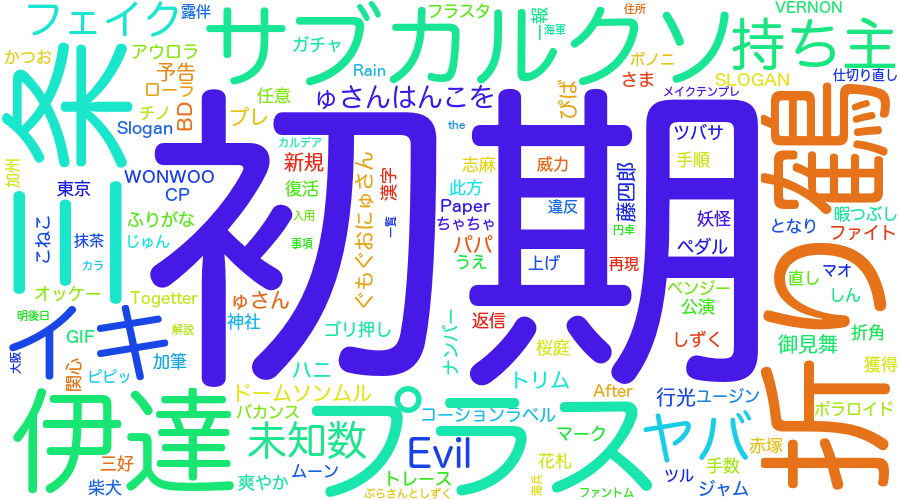 フェイク
露伴
サブカルクソ
フラスタ
一報
海軍
住所
VERNON
持ち主
かつお
アウロラ
ガチャ
ボノニ
仕切り直し
予告
Rain
さま
SLOGAN
ローラ
BD
任意
ゅさんはんこを
ぴば
メイクテンプレ
三条
チノ
プレ
Slogan
カルデア
the
初期
ツバサ
鶴
加州
新規
志麻
威力
手順
東京
WONWOO
CP
復活
漢字
此方
藤四郎
Paper
違反
妖怪
暇つぶし
ふりがな
入用
一覧
ちゃちゃ
パパ
円卓
となり
ファイト
こねこ
抹茶
じゅん
事項
ぐもぐおにゅさん
うえ
上げ
再現
ペダル
カラ
直し
マオ
オッケー
Togetter
ゅさん
ベンジー
公演
しん
折り
明後日
イキ
神社
ゴリ押し
返信
しずく
折角
GIF
解説
ナンバー
桜庭
御見舞
大阪
関心
ピピッ
加筆
ハニ
トリム
獲得
伊達
ドームソンムル
プラス
After
行光
ユージン
バカンス
コーションラベル
ヤバ
ポラロイド
未知数
Evil
マーク
赤塚
三好
爽やか
ムーン
トレース
花札
ツル
手数
柴犬
ぷらさんとしずく
ファントム
ジャム